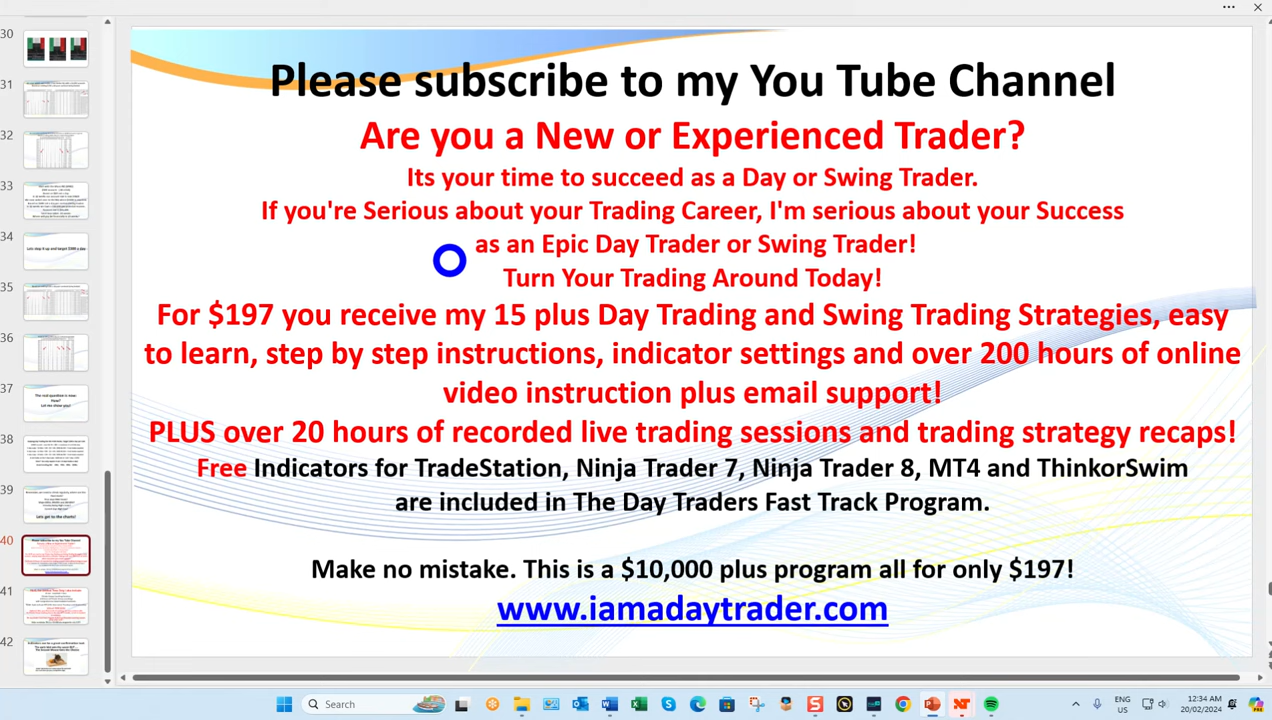 30
31
32
33
34
35
36
37
38
39
40
41
42
Please subscribe to my You Tube Channel
Are you a New or Experienced Trader?
Its your time to succeed as a Day or Swing Trader.
If you're Serious about your Trading Career, I'm serious about your Success
as an Epic Day Trader or Swing Trader!
Turn Your Trading Around Today!
For $197 you receive my 15 plus Day Trading and Swing Trading Strategies, easy
to learn, step by step instructions, indicator settings and over 200 hours of online
video instruction plus email support!
PLUS over 20 hours of recorded live trading sessions and trading strategy recaps!
Free Indicators for TradeStation, Ninja Trader 7, Ninja Trader 8, MT4 and ThinkorSwim
are included in The Day Traders Fast Track Program.
Make no mistake. This is a $10,000 plus program all for only $197!
www.iamadaytrader.com
Search
ENG
US
12:34 AM
20/02/2024